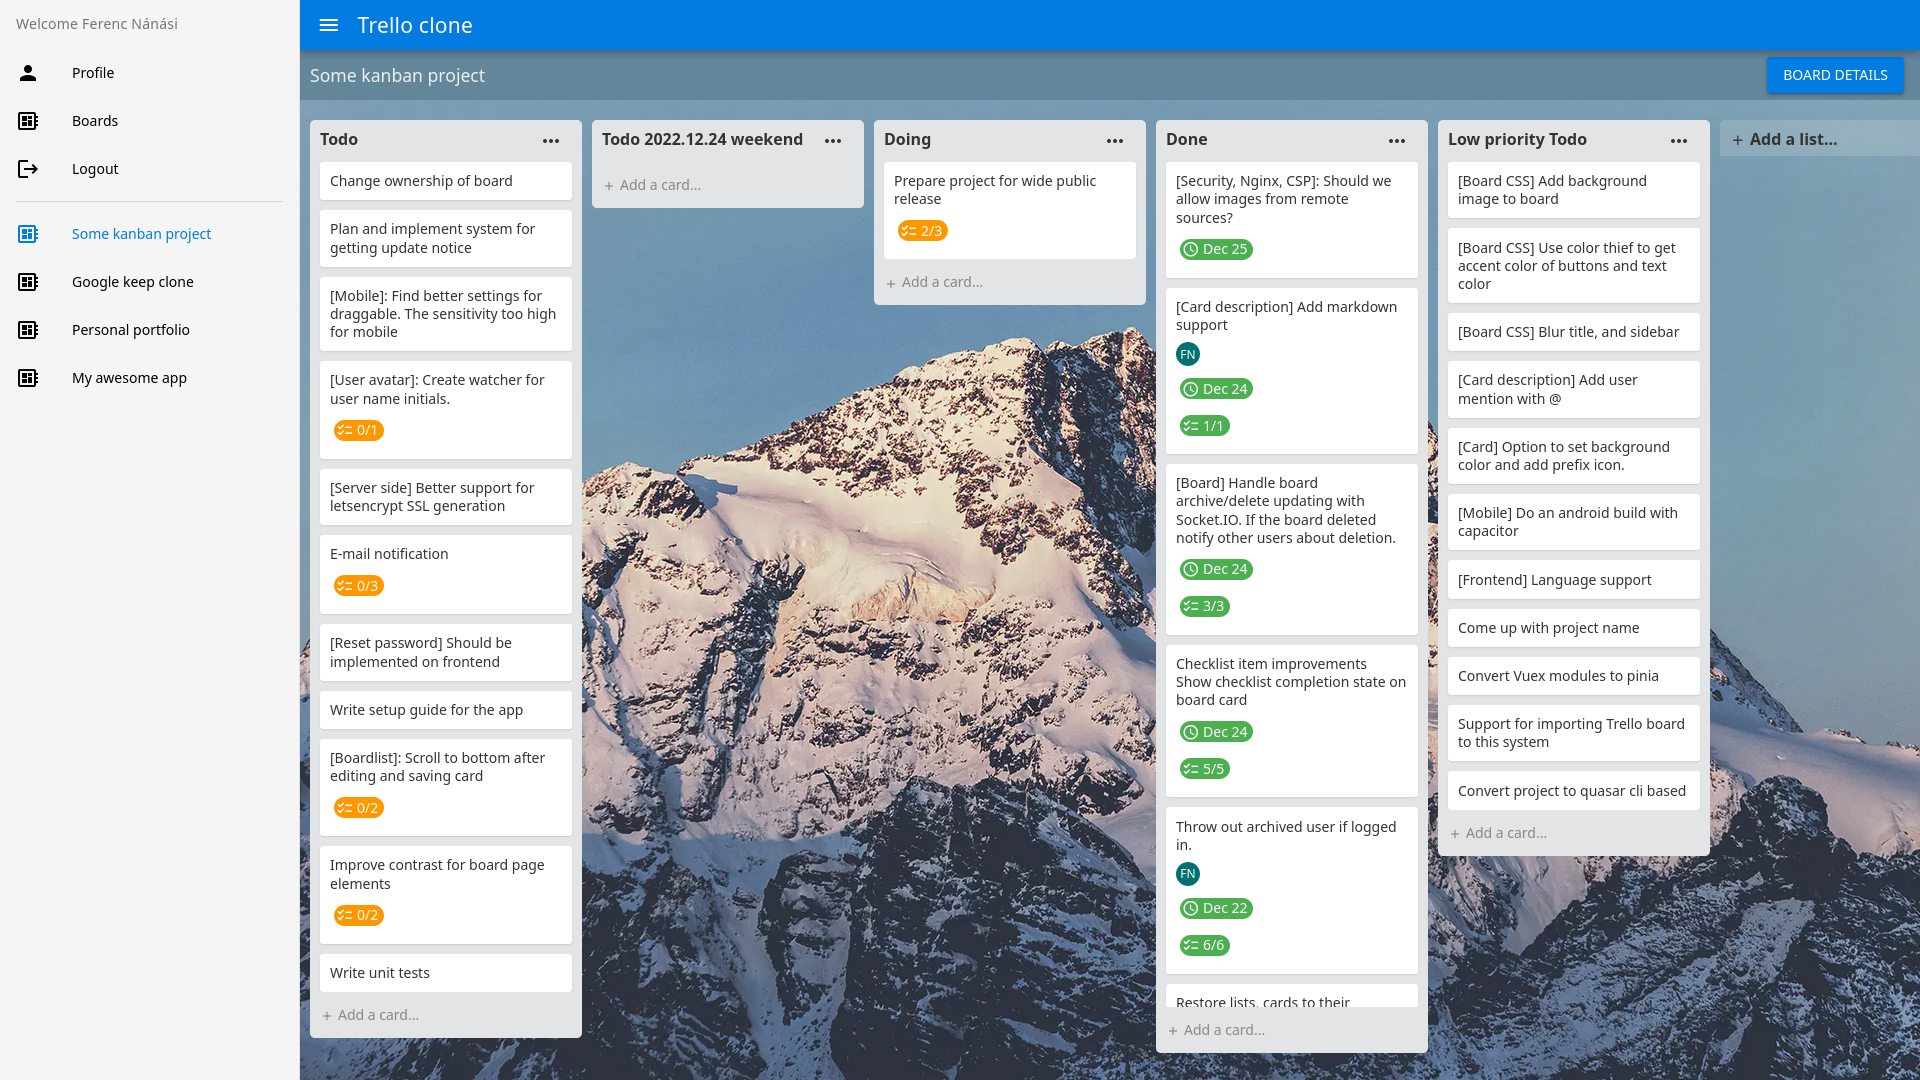 Welcome Ferenc Nánási
Profile
Boards
Logout
Some kanban project
Google keep clone
Personal portfolio
My awesome app
Trello clone
Some kanban project
BOARD DETAILS
Todo
Change ownership of board
Plan and implement system for
getting update notice
[Mobile]: Find better settings for
draggable. The sensitivity too high
for mobile
[User avatar]: Create watcher for
user name initials.
0/1
[Server side] Better support for
letsencrypt SSL generation
E-mail notification
0/3
[Reset password] Should be
implemented on frontend
Write setup guide for the app
[Boardlist]: Scroll to bottom after
editing and saving card
0/2
Improve contrast for board page
elements
0/2
Write unit tests
+ Add a card...
Todo 2022.12.24 weekend
+ Add a card...
Doing
Prepare project for wide public
release
2/3
+ Add a card...
Done
[Security, Nginx, CSP]: Should we
allow images from remote
sources?
Dec 25
[Card description] Add markdown
support
FN
Dec 24
1/1
[Board] Handle board
archive/delete updating with
Socket.IO. If the board deleted
notify other users about deletion.
Dec 24
3/3
Checklist item improvements
Show checklist completion state on
board card
Dec 24
5/5
Throw out archived user if logged
in.
FN
Dec 22
6/6
Restore lists, cards to their
+ Add a card...
Low priority Todo
[Board CSS] Add background
image to board
[Board CSS] Use color thief to get
accent color of buttons and text
color
[Board CSS] Blur title, and sidebar
[Card description] Add user
mention with @
[Card] Option to set background
color and add prefix icon.
[Mobile] Do an android build with
capacitor
[Frontend] Language support
Come up with project name
Convert Vuex modules to pinia
Support for importing Trello board
to this system
Convert project to quasar cli based
+ Add a card...
+ Add a list...